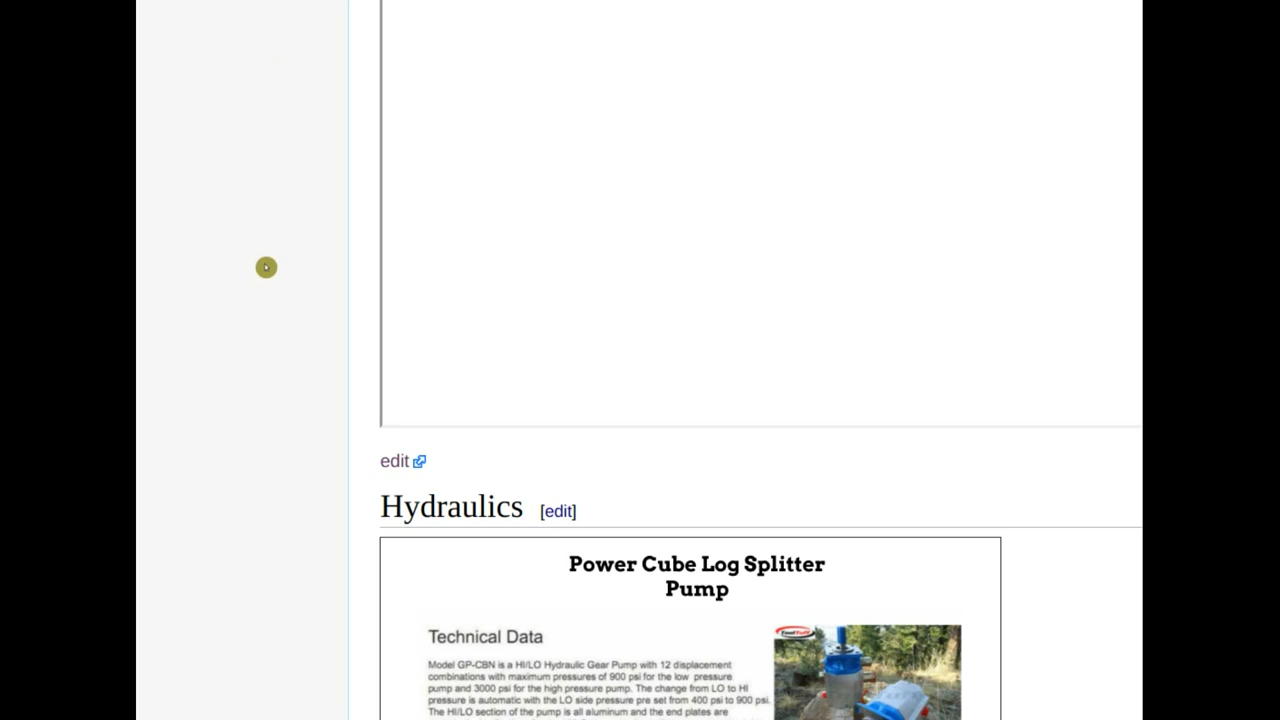 edit
Hydraulics [edit]
Power Cube Log Splitter
Pump
Technical Data
Model GP-CBN is a HI/LO Hydraulic Gear Pump with 12 displacement
combinations with maximum pressures of 900 psi for the low pressure
pump and 3000 psi for the high pressure pump. The change from LO to HI
pressure is automatic with the LO side pressure pre set from 400 psi to 900 psi.
The HI/LO section of the pump is all aluminum and the end plates are